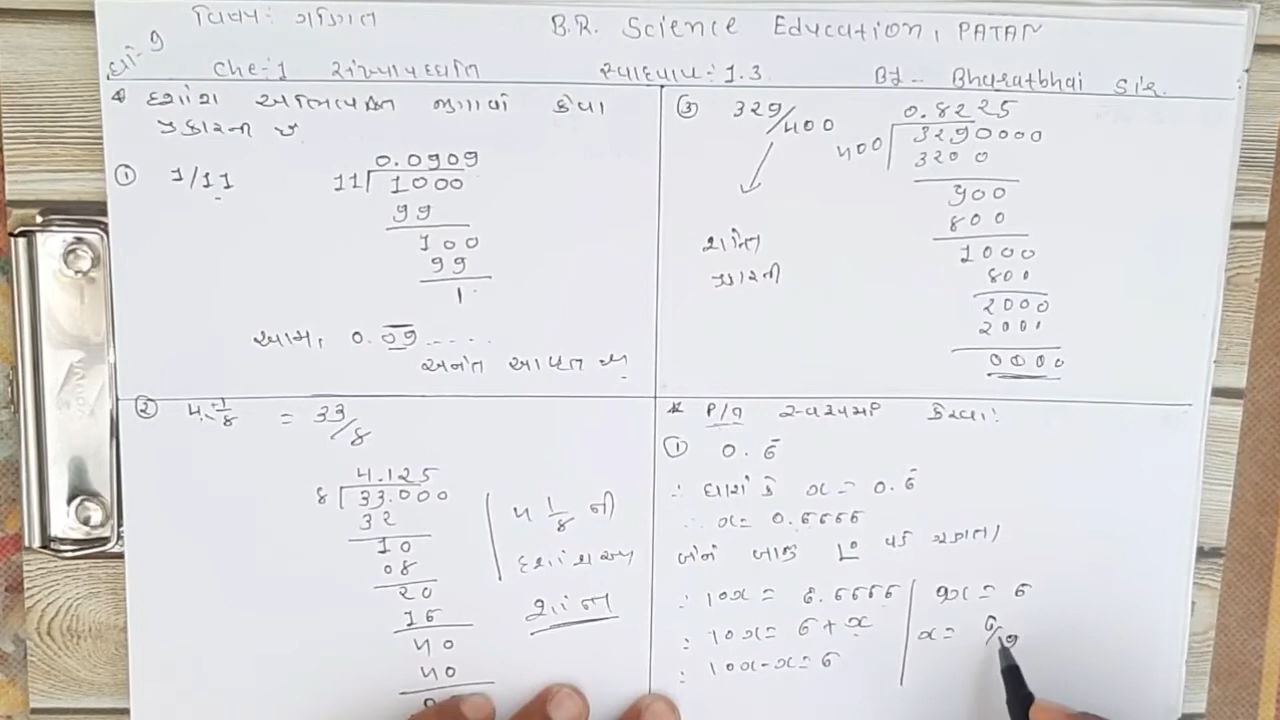 વિષય: ગણિત B.R. Science Education, PATAN
ધો-9
Che-1 સંખ્યાપદ્ધતિ સ્વાધ્યાય: 1.3 By- Bharatbhai Sir.
* દશાંશ અભિવ્યક્તિ જણાવો કેવા
પ્રકારની છે
① 1/11
0.0909
11 1000
99
100
99
1
આમ, 0.09.....
અનંત આવૃત્ત છે
② 4 1/8 = 33/8
4.125
8 33.000
32
10
08
20
16
40
40
4 1/8 ની
દશાંશ રૂપ
શાંત
③ 329/400
0.8225
400 3290000
3200
900
800
1000
800
2000
2000
0000
શાંત
પ્રકારની
* P/q સ્વરૂપમાં ફેરવો:
① 0.6̄
∴ ધારો કે x = 0.6̄
∴ x = 0.6666
બંને બાજુ 10 વડે ગુણતા
∴ 10x = 6.6666
∴ 10x = 6 + x
∴ 10x - x = 6
9x = 6
x = 6/9